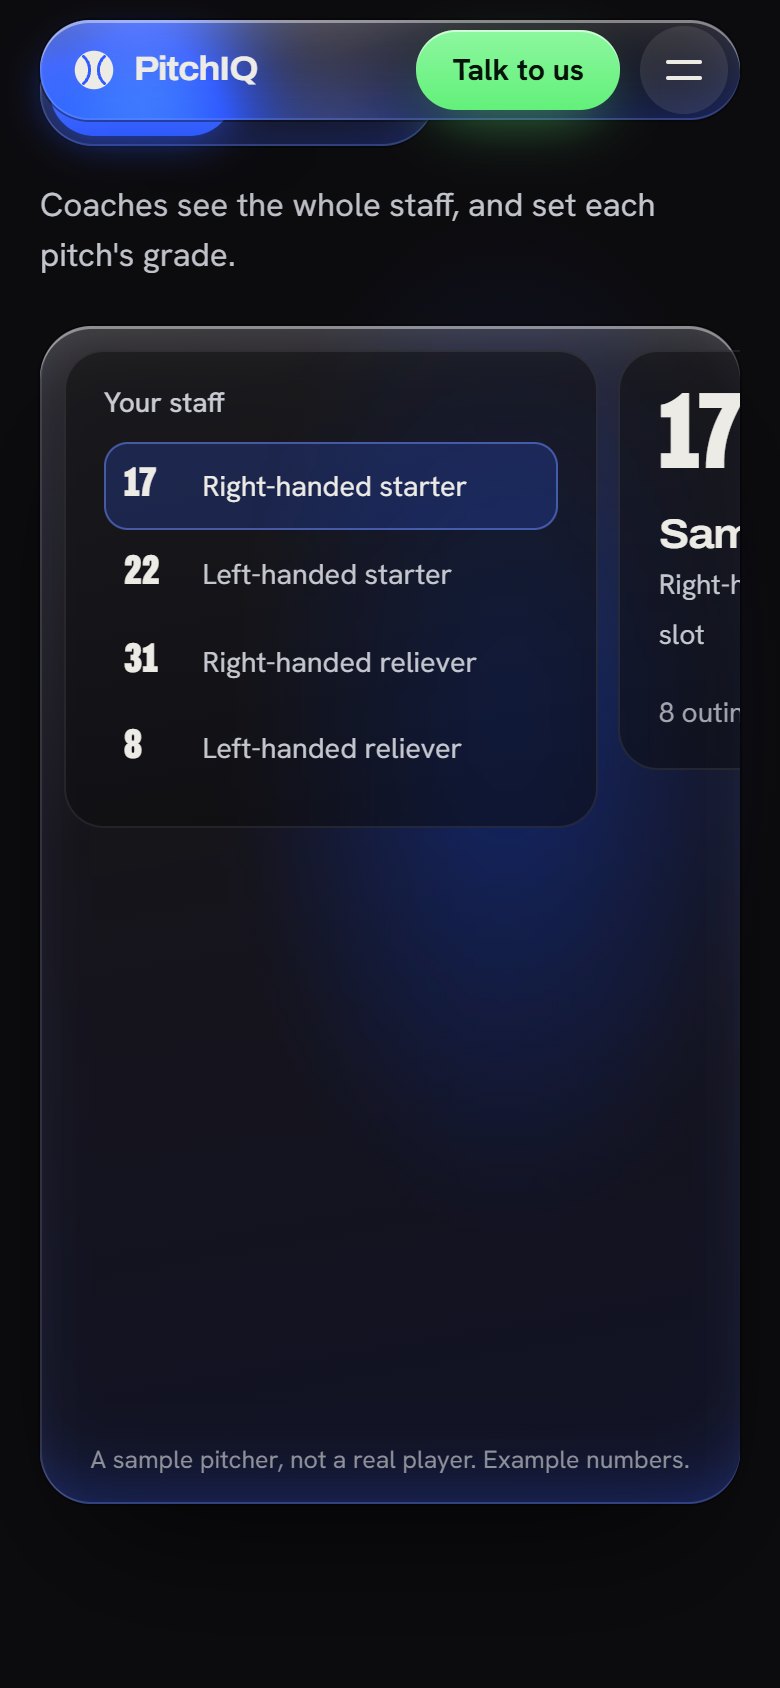 PitchIQ
Talk to us
Coaches see the whole staff, and set each
pitch's grade.
Your staff
17 Right-handed starter
22 Left-handed starter
31 Right-handed reliever
8 Left-handed reliever
17
slot
8
A sample pitcher, not a real player. Example numbers.